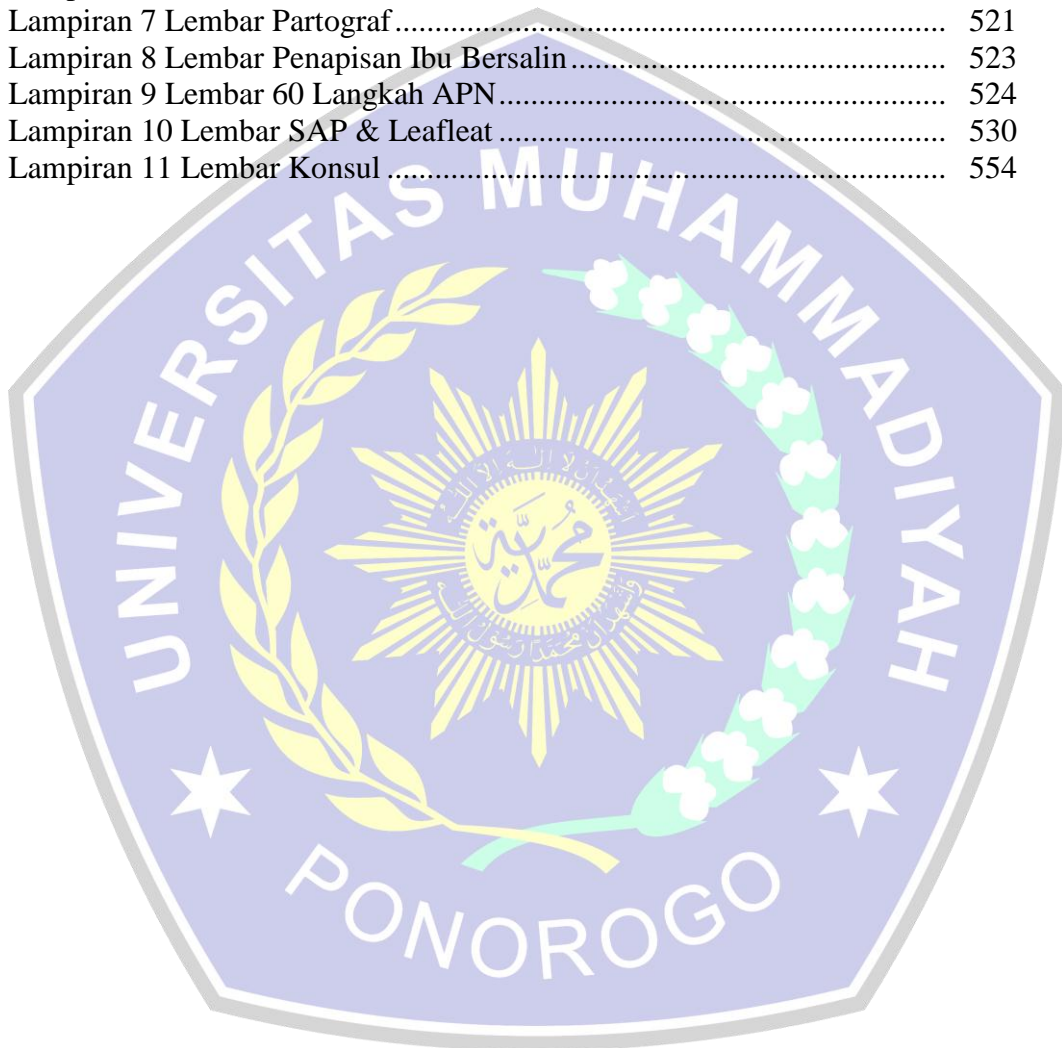 Lampiran 7 Lembar Partograf ........................................................................ 521
Lampiran 8 Lembar Penapisan Ibu Bersalin ................................................ 523
Lampiran 9 Lembar 60 Langkah APN .......................................................... 524
Lampiran 10 Lembar SAP & Leafleat .......................................................... 530
Lampiran 11 Lembar Konsul ......................................................................... 554
UNIVERSITAS MUHAMMADIYAH
محمدية
PONOROGO